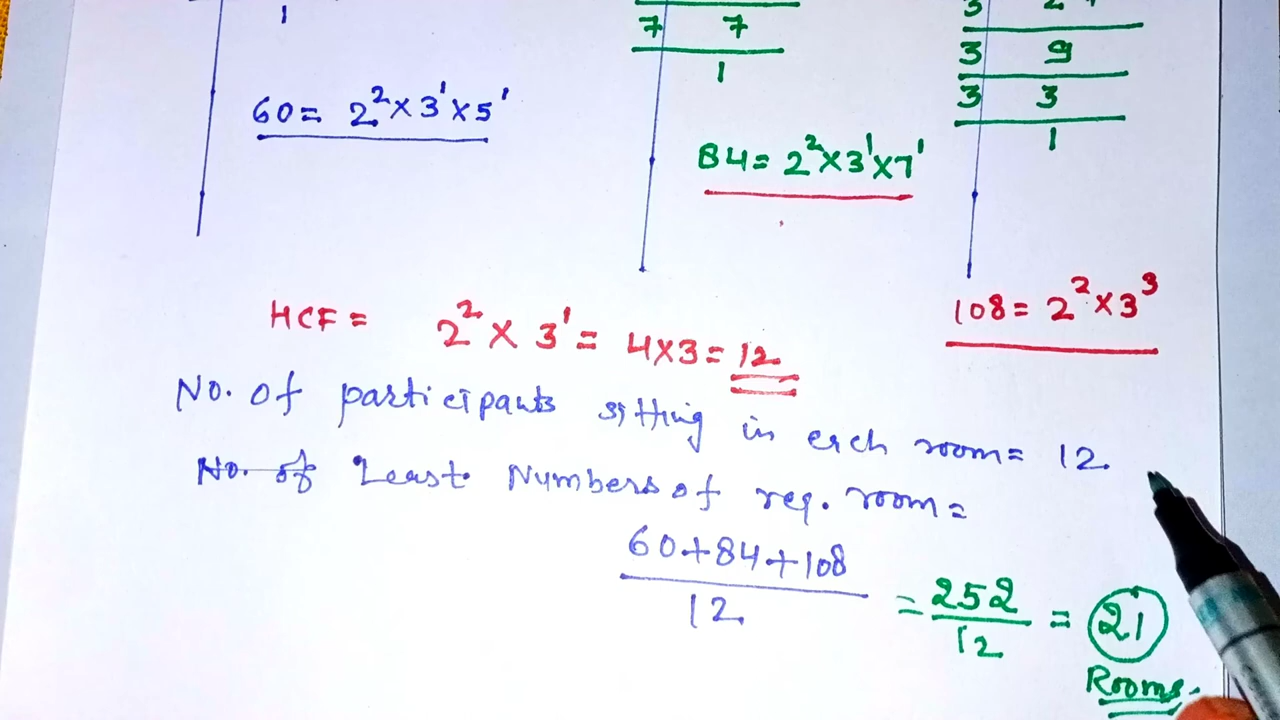 1
7 7
1
3
3 9
3 3
1
60 = 2² × 3¹ × 5¹
84 = 2² × 3¹ × 7¹
108 = 2² × 3³
HCF = 2² × 3¹ = 4×3 = 12
No. of participants sitting in each room = 12.
No. of Least Numbers of req. room =
60+84+108
12
= 252/12 = 21
Rooms.